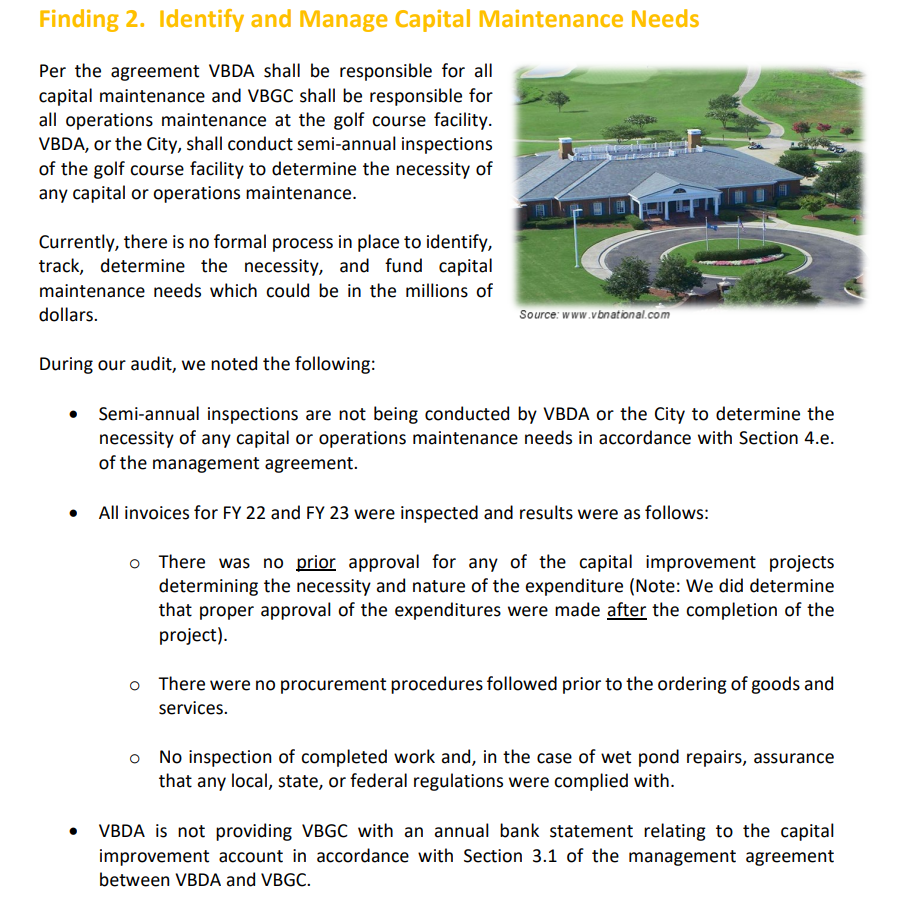 Finding 2. Identify and Manage Capital Maintenance Needs
Per the agreement VBDA shall be responsible for all
capital maintenance and VBGC shall be responsible for
all operations maintenance at the golf course facility.
VBDA, or the City, shall conduct semi-annual inspections
of the golf course facility to determine the necessity of
any capital or operations maintenance.
Currently, there is no formal process in place to identify,
track, determine the necessity, and fund capital
maintenance needs which could be in the millions of
dollars.
Source: www.vbnational.com
During our audit, we noted the following:
• Semi-annual inspections are not being conducted by VBDA or the City to determine the
necessity of any capital or operations maintenance needs in accordance with Section 4.e.
of the management agreement.
• All invoices for FY 22 and FY 23 were inspected and results were as follows:
o There was no prior approval for any of the capital improvement projects
determining the necessity and nature of the expenditure (Note: We did determine
that proper approval of the expenditures were made after the completion of the
project).
o There were no procurement procedures followed prior to the ordering of goods and
services.
o No inspection of completed work and, in the case of wet pond repairs, assurance
that any local, state, or federal regulations were complied with.
• VBDA is not providing VBGC with an annual bank statement relating to the capital
improvement account in accordance with Section 3.1 of the management agreement
between VBDA and VBGC.